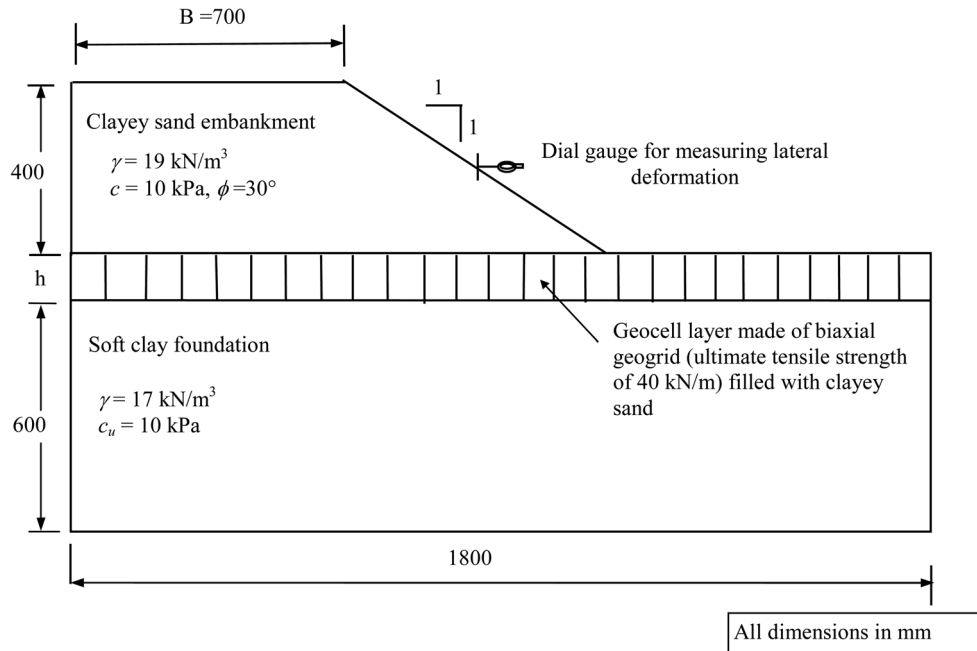 B =700
1
1
Clayey sand embankment
γ = 19 kN/m³
c = 10 kPa, ϕ =30°
400
Dial gauge for measuring lateral
deformation
h
Soft clay foundation
γ = 17 kN/m³
cᵤ = 10 kPa
600
Geocell layer made of biaxial
geogrid (ultimate tensile strength
of 40 kN/m) filled with clayey
sand
1800
All dimensions in mm